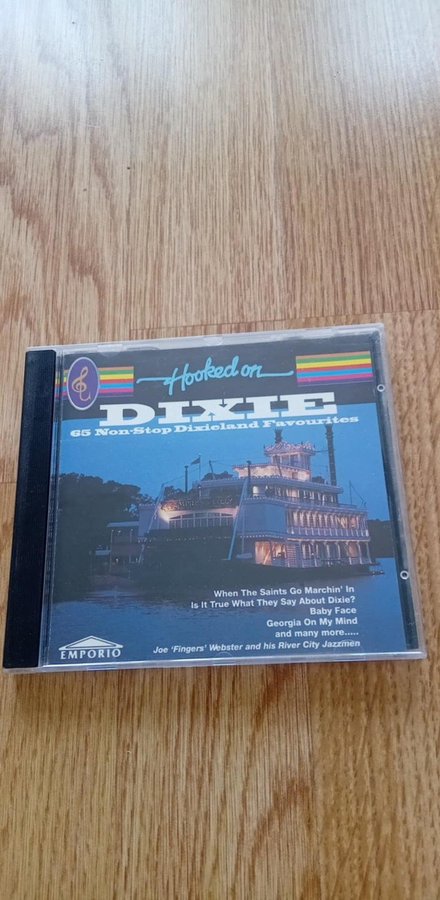 Hooked on
DIXIE
65 Non-Stop Dixieland Favourites
When The Saints Go Marchin' In
Is It True What They Say About Dixie?
Baby Face
Georgia On My Mind
and many more.....
Joe 'Fingers' Webster and his River City Jazzmen
EMPORIO